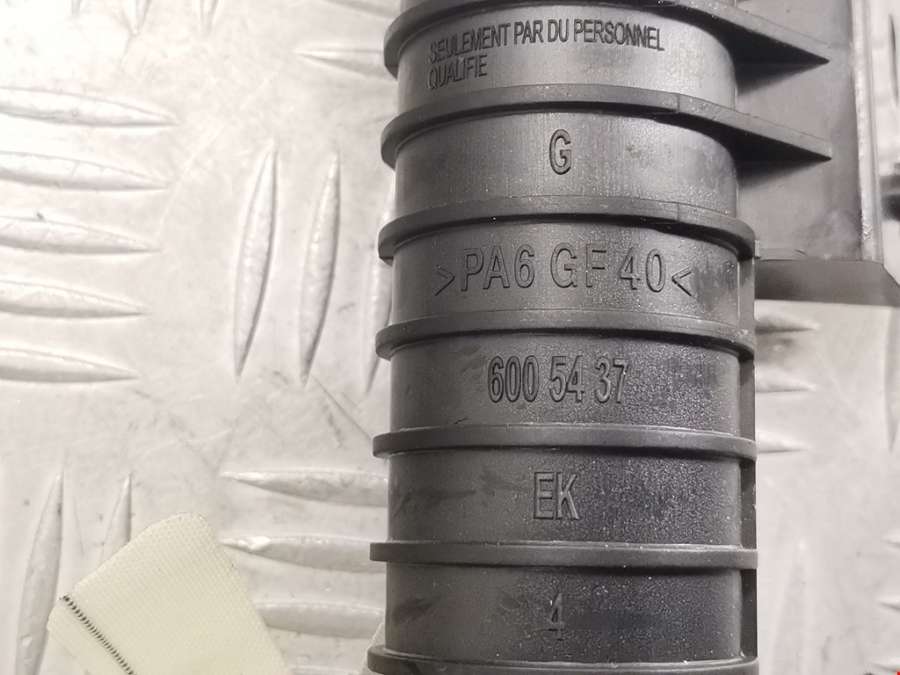 SEULEMENT PAR DU PERSONNEL
QUALIFIE
G
>PA6 GF 40<
600 54 37
EK
4